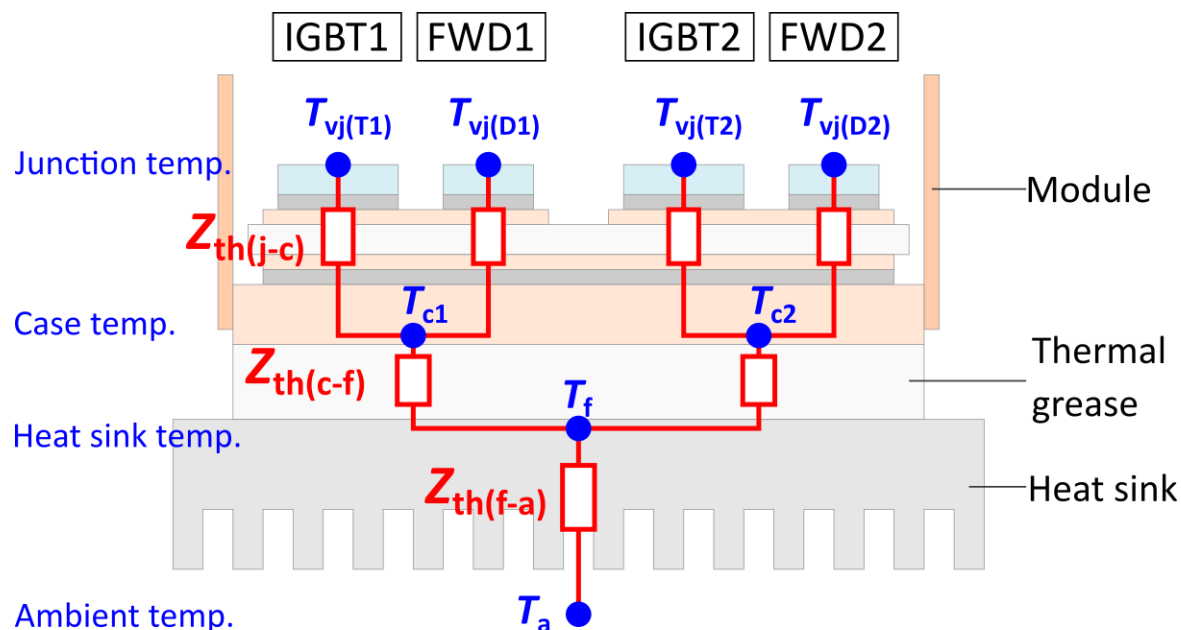 IGBT1 FWD1 IGBT2 FWD2
Tvj(T1) Tvj(D1) Tvj(T2) Tvj(D2)
Junction temp.
Module
Zth(j-c)
Tc1 Tc2
Case temp.
Zth(c-f)
Thermal
grease
Tf
Heat sink temp.
Zth(f-a)
Heat sink
Ambient temp.
Ta